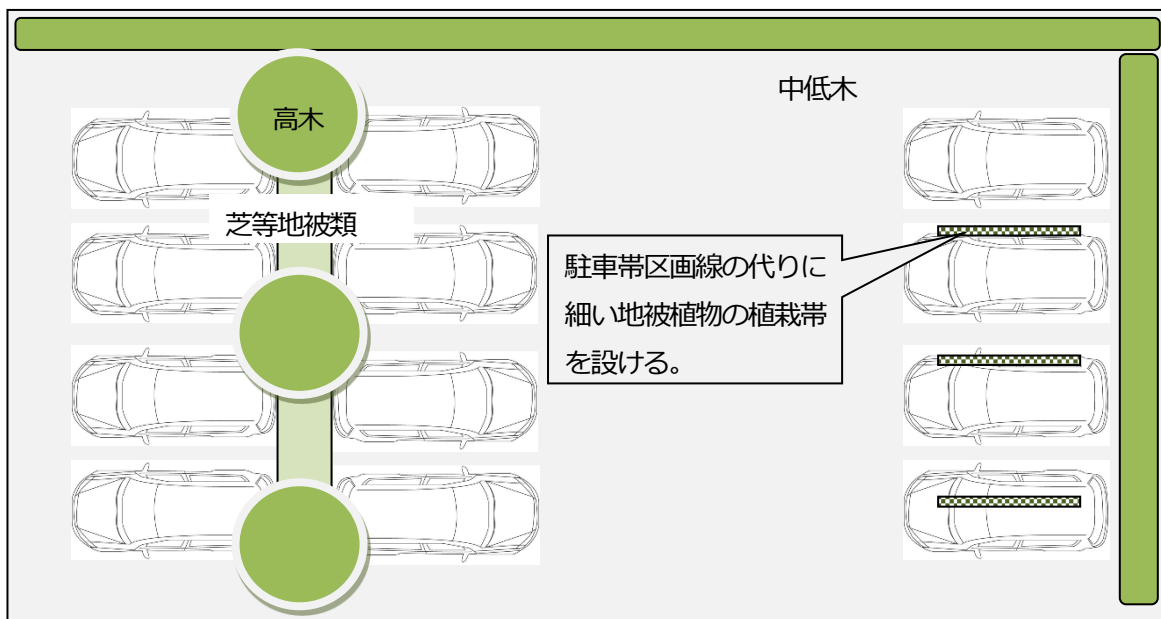 中低木
高木
芝等地被類
駐車帯区画線の代りに
細い地被植物の植栽帯
を設ける。